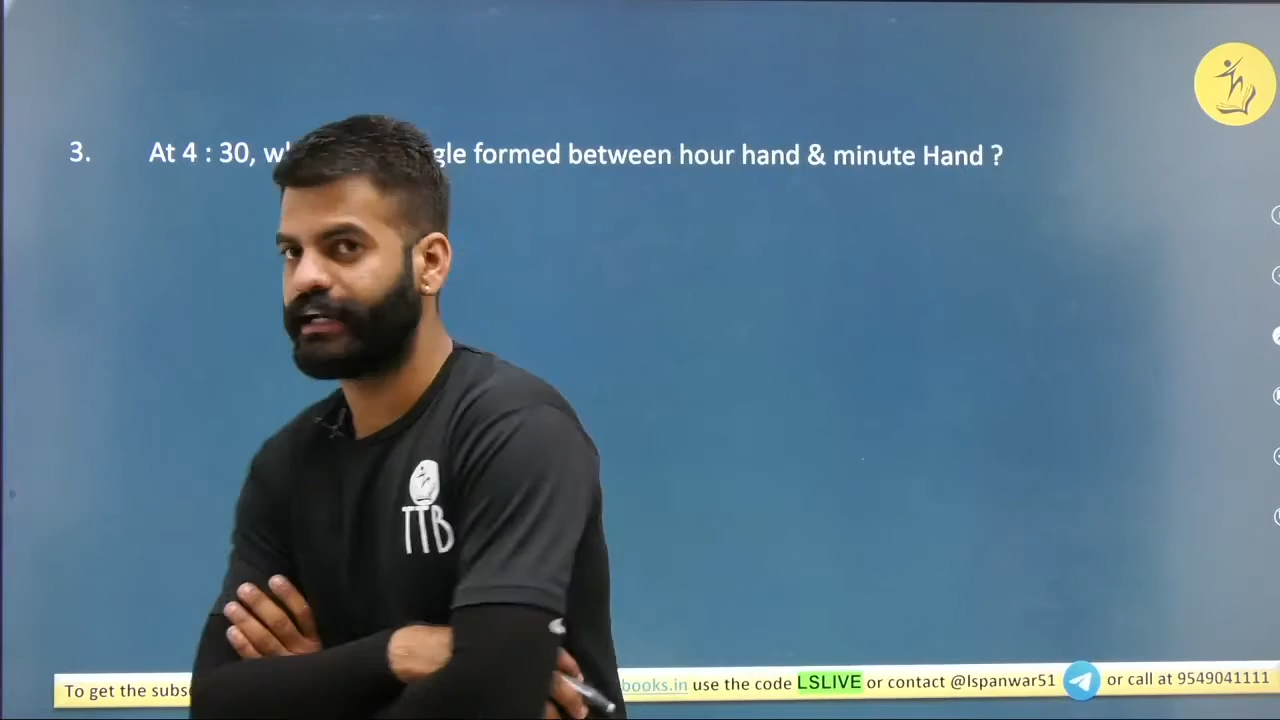 3. At 4 : 30, gle formed between hour hand & minute Hand ?
TTB
To get the subs books.in use the code LSLIVE or contact @lspanwar51 or call at 9549041111